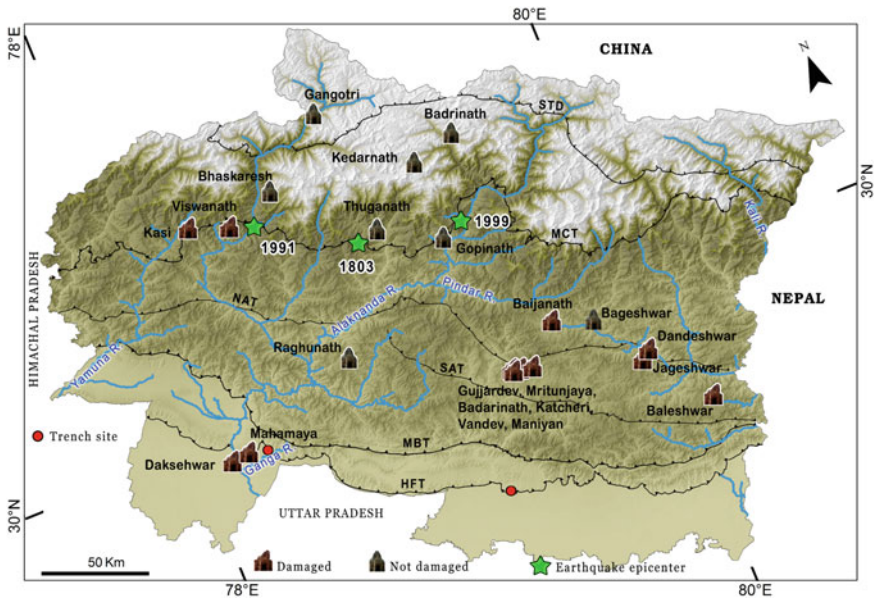 80°E
78°E
CHINA
N
Gangotri
Badrinath
STD
Kedarnath
30°N
Bhaskaresh
Viswanath
Thuganath
Kali R.
Kasi
1999
1991
Gopinath
MCT
1803
HIMACHAL PRADESH
NAT
Alaknanda R
Pindar R
NEPAL
Baijanath
Bageshwar
Dandeshwar
Raghunath
SAT
Jageshwar
Yamuna R
Gujjardev, Mritunjaya,
Badarinath, Katcheri,
Vandev, Maniyan
Baleshwar
Trench site
Mahamaya
MBT
Daksehwar
Ganga R
HFT
30°N
UTTAR PRADESH
50 Km
Damaged
Not damaged
Earthquake epicenter
78°E
80°E